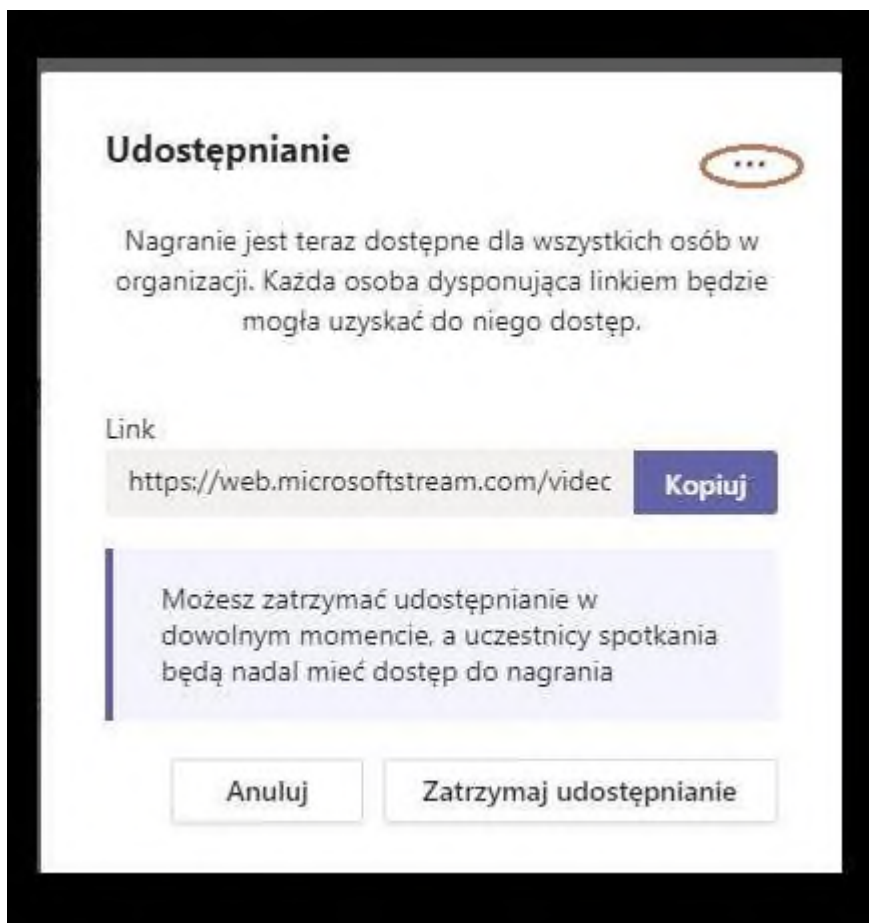 Udostępnianie
...
Nagranie jest teraz dostępne dla wszystkich osób w
organizacji. Każda osoba dysponująca linkiem będzie
mogła uzyskać do niego dostęp.
Link
https://web.microsoftstream.com/videc
Kopiuj
Możesz zatrzymać udostępnianie w
dowolnym momencie, a uczestnicy spotkania
będą nadal mieć dostęp do nagrania
Anuluj
Zatrzymaj udostępnianie